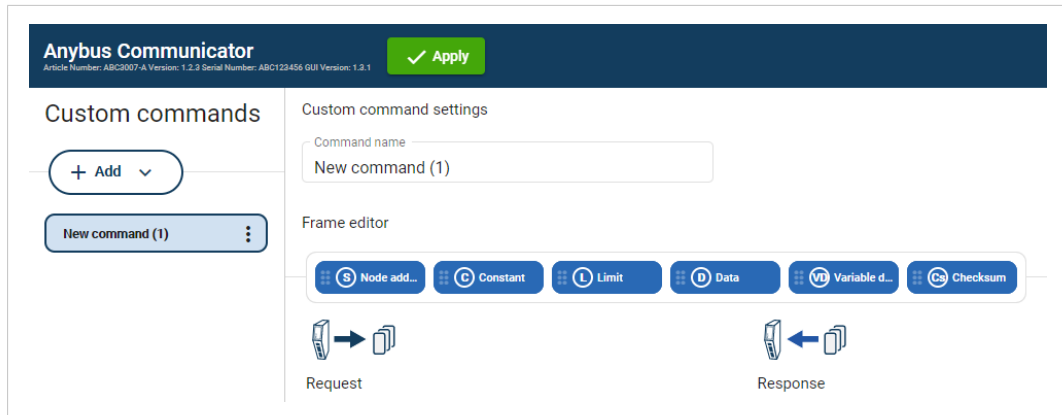 Anybus Communicator
Article Number: ABC3007-A Version: 1.2.3 Serial Number: ABC123456 GUI Version: 1.3.1
Apply
Custom commands
Add
New command (1)
Custom command settings
Command name
New command (1)
Frame editor
S Node add... C Constant L Limit D Data VD Variable d... Cs Checksum
Request Response